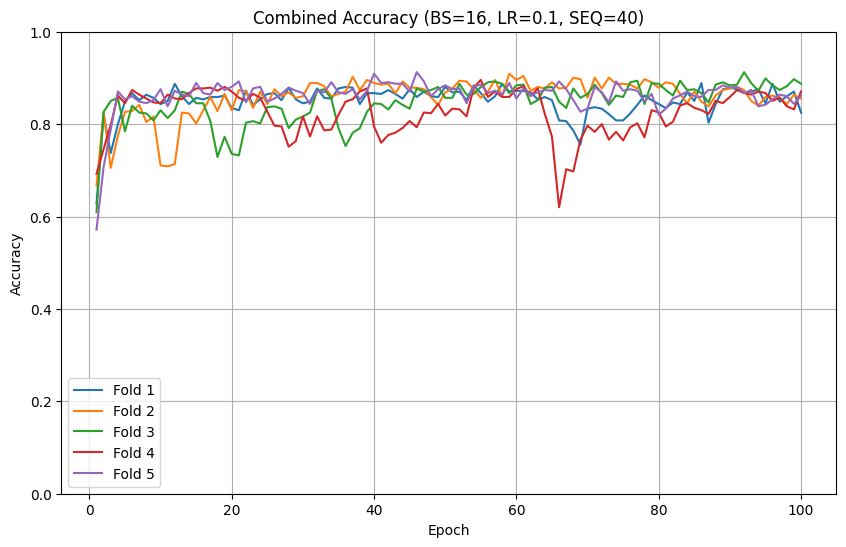 Combined Accuracy (BS=16, LR=0.1, SEQ=40)
1.0
0.8
0.6
0.4
0.2
0.0
Accuracy
Fold 1
Fold 2
Fold 3
Fold 4
Fold 5
0 20 40 60 80 100
Epoch